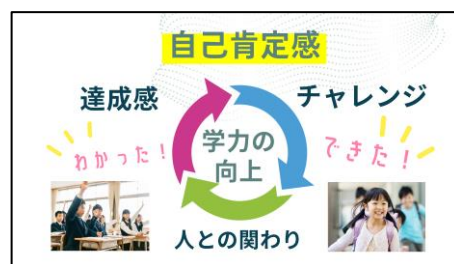 自己肯定感
達成感
チャレンジ
わかった!
学力の
向上
できた!
人との関わり